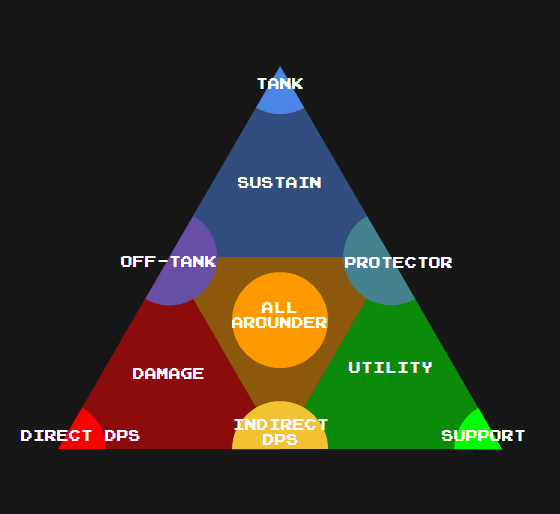 TANK
SUSTAIN
OFF-TANK
PROTECTOR
ALL
AROUNDER
DAMAGE
UTILITY
INDIRECT
DPS
DIRECT DPS
SUPPORT